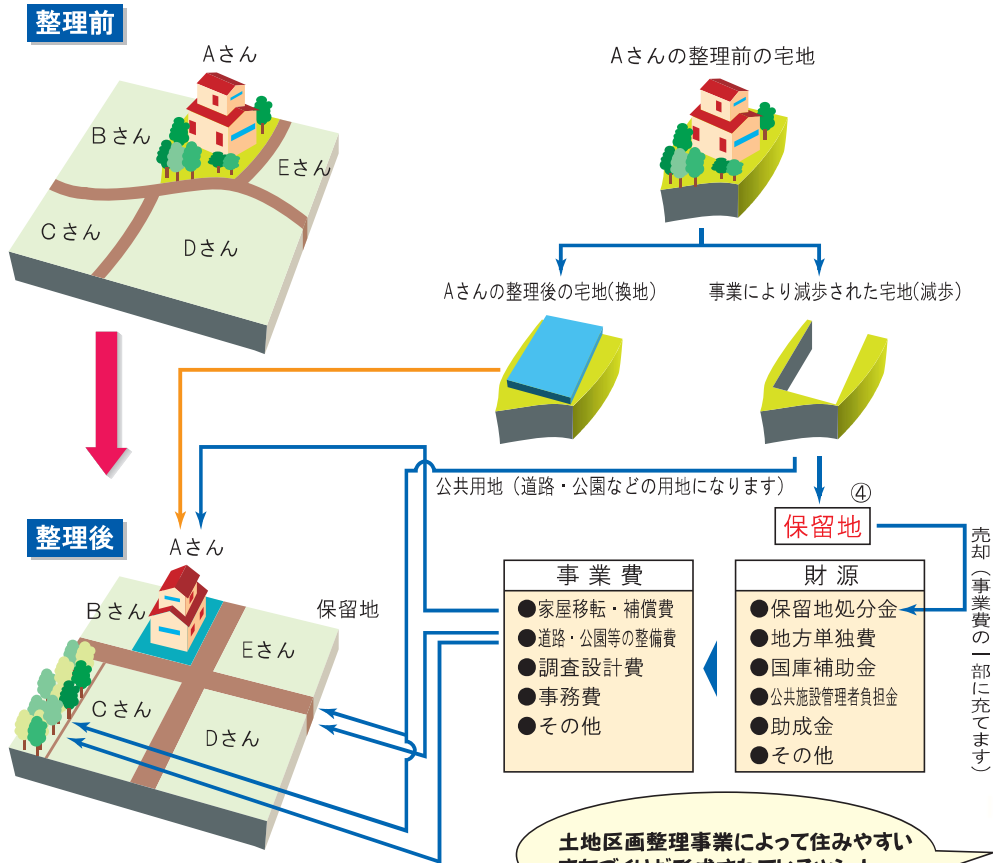 整理前
Aさん
Bさん
Eさん
Cさん
Dさん
Aさんの整理前の宅地
Aさんの整理後の宅地(換地)
事業により減歩された宅地(減歩)
公共用地（道路・公園などの用地になります）
④
保留地
売却（事業費の一部に充てます）
整理後
Aさん
保留地
Bさん
Eさん
Cさん
Dさん
事業費
●家屋移転・補償費
●道路・公園等の整備費
●調査設計費
●事務費
●その他
財源
●保留地処分金
●地方単独費
●国庫補助金
●公共施設管理者負担金
●助成金
●その他
土地区画整理事業によって住みやすい